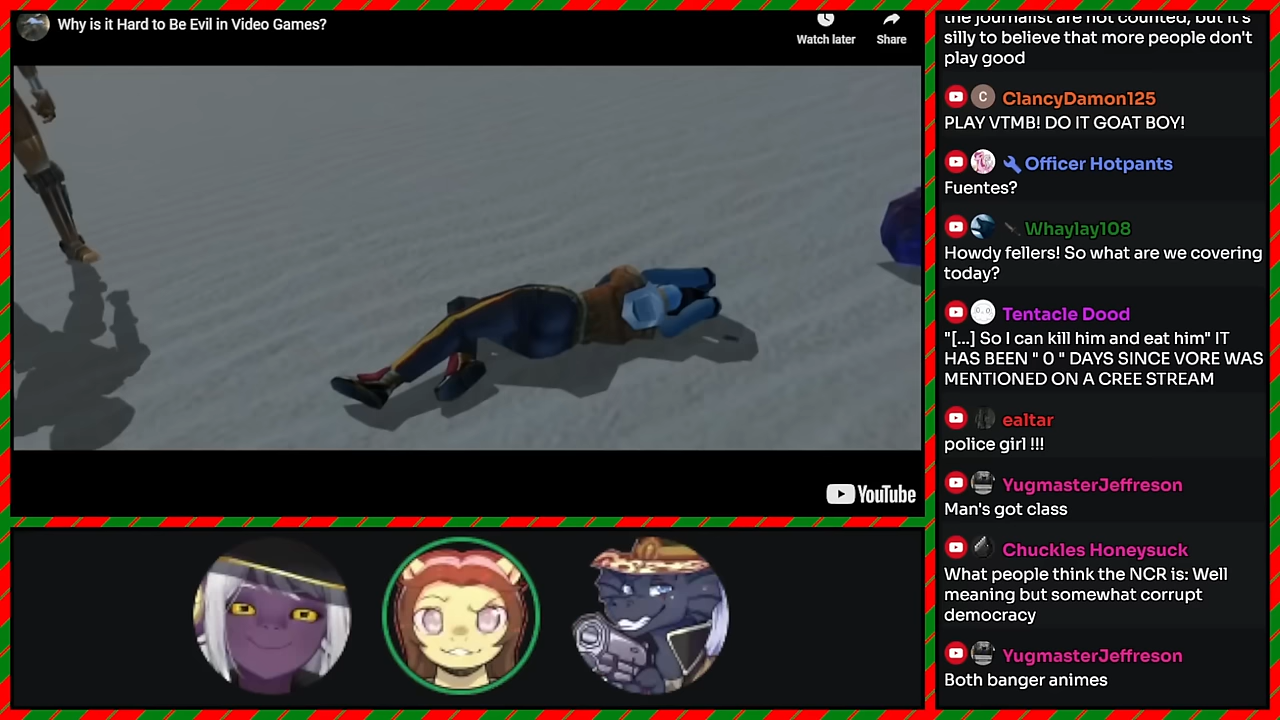 Why is it Hard to Be Evil in Video Games?
Watch later
Share
YouTube
the journalist are not counted, but it's
silly to believe that more people don't
play good
C ClancyDamon125
PLAY VTMB! DO IT GOAT BOY!
Officer Hotpants
Fuentes?
Whaylay108
Howdy fellers! So what are we covering
today?
Tentacle Dood
"[...] So I can kill him and eat him" IT
HAS BEEN " 0 " DAYS SINCE VORE WAS
MENTIONED ON A CREE STREAM
ealtar
police girl !!!
YugmasterJeffreson
Man's got class
Chuckles Honeysuck
What people think the NCR is: Well
meaning but somewhat corrupt
democracy
YugmasterJeffreson
Both banger animes